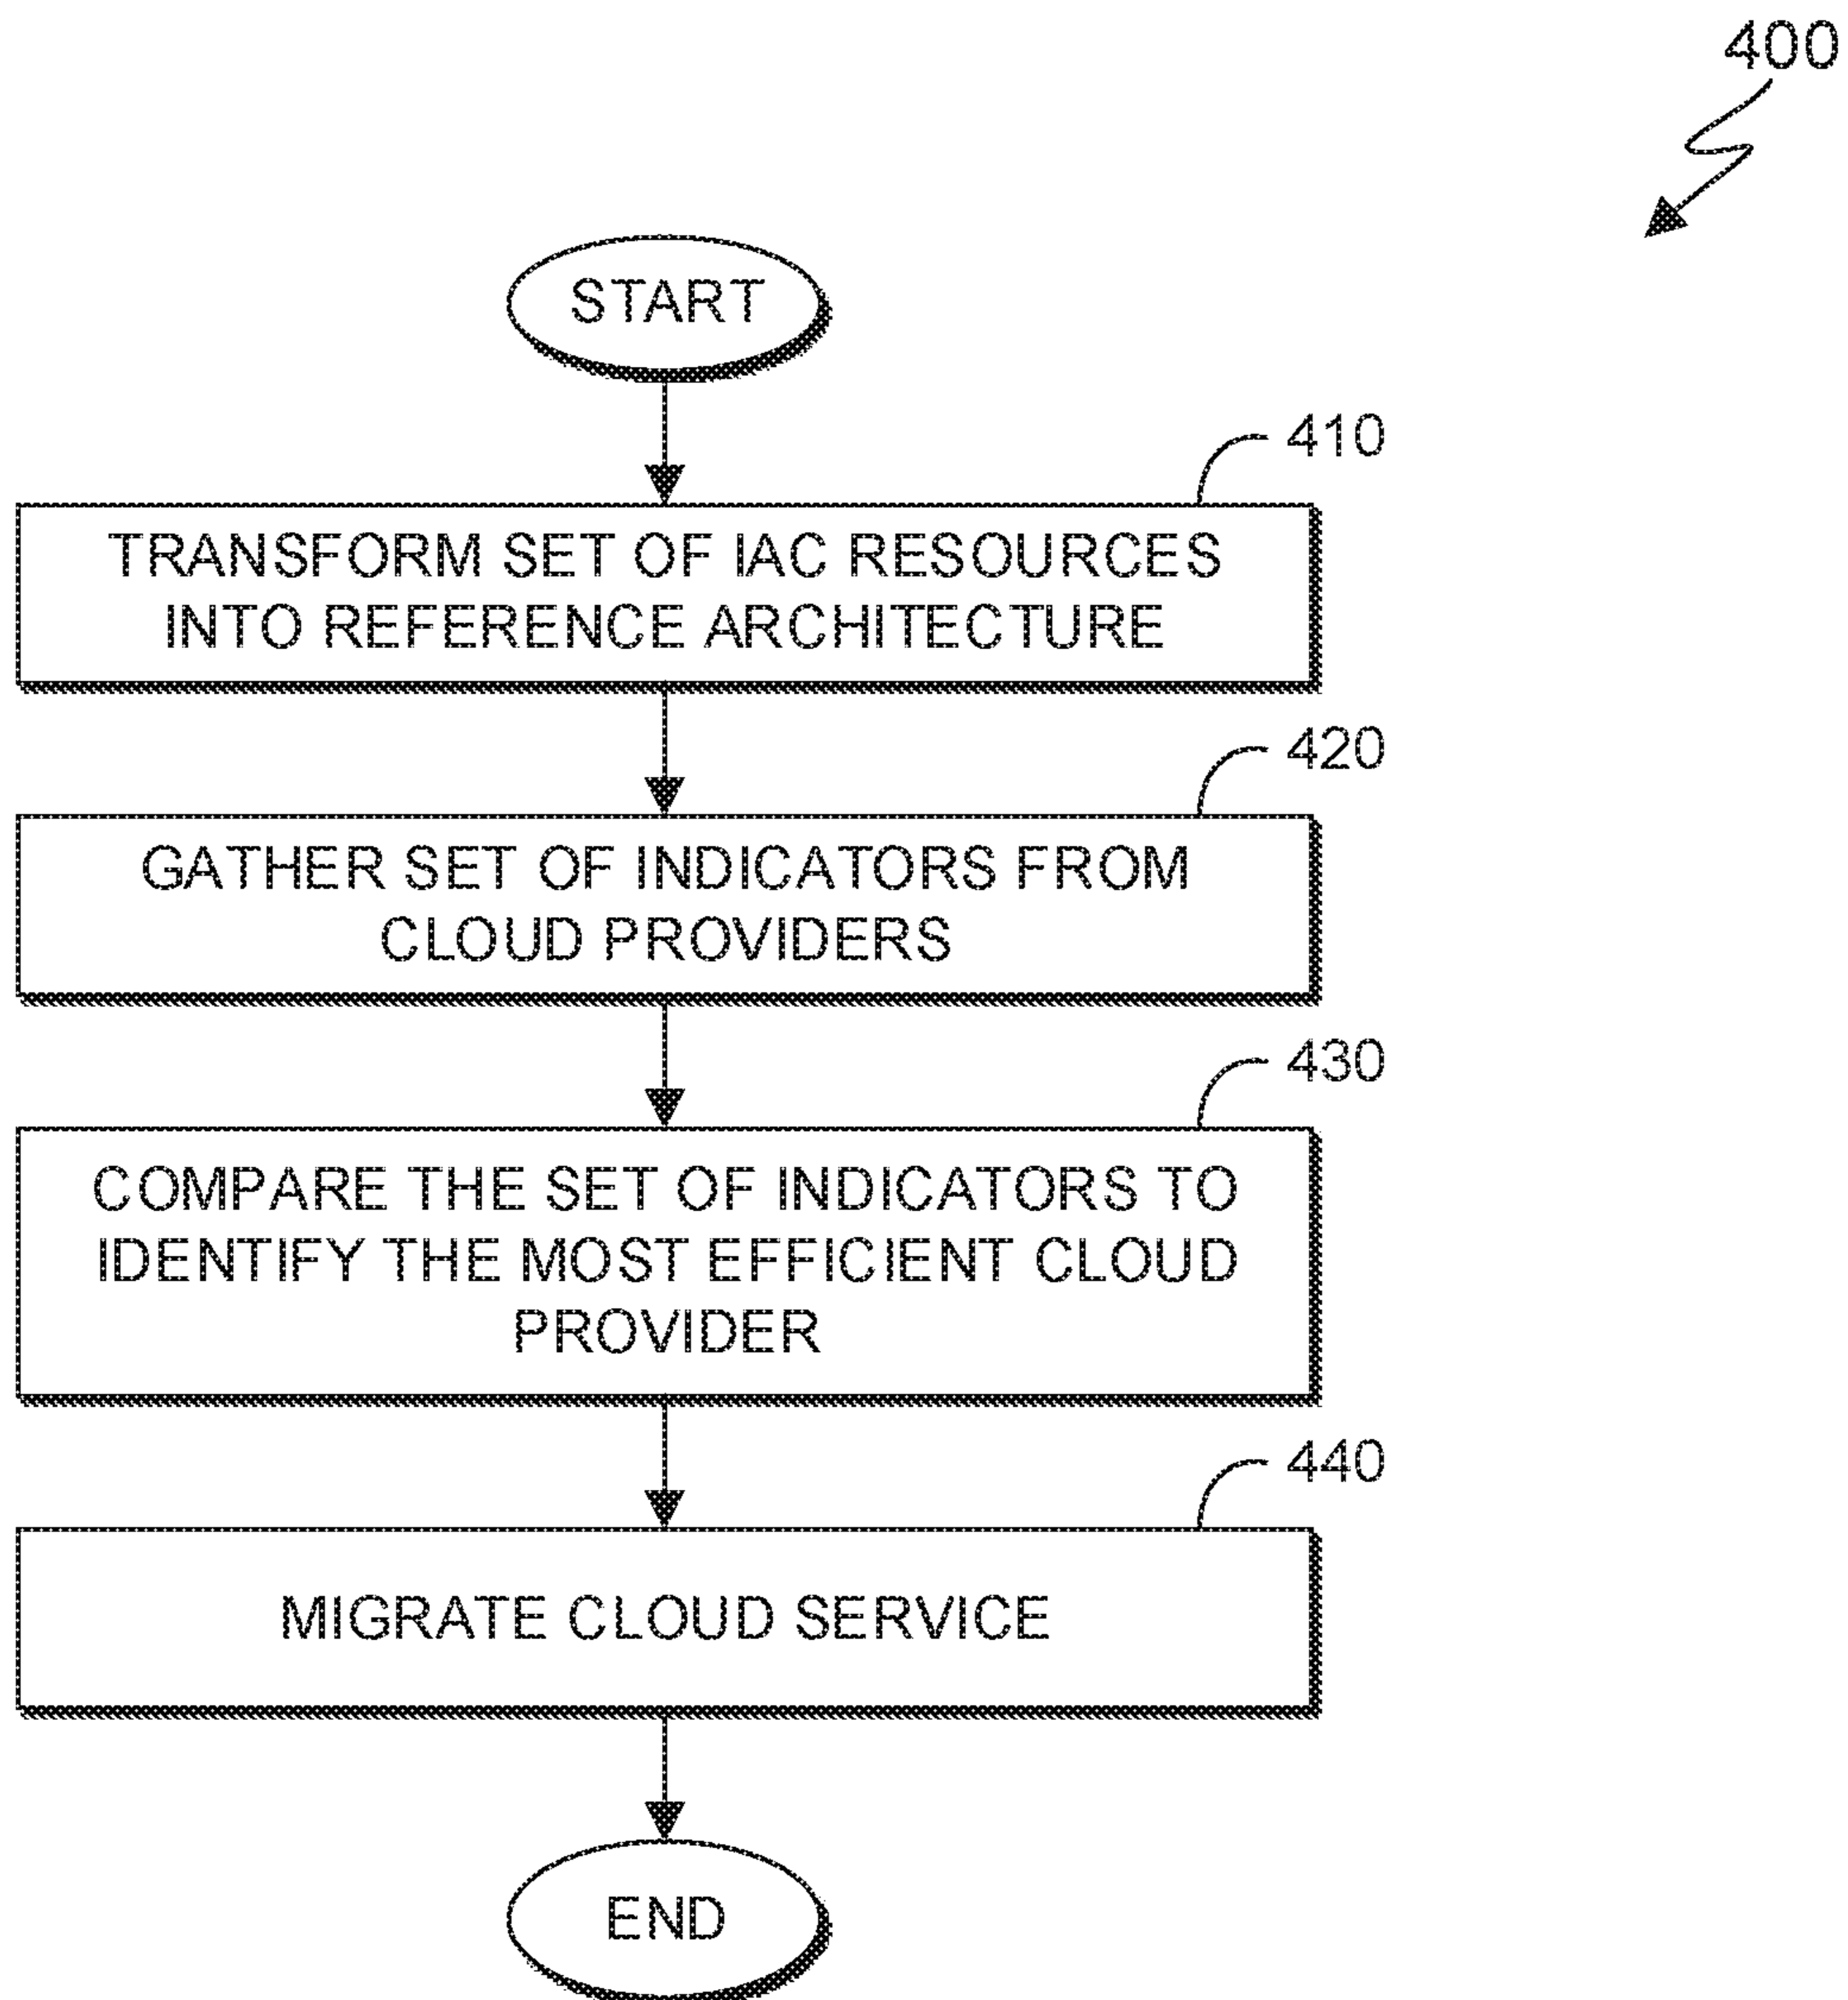 400
START
410
TRANSFORM SET OF IAC RESOURCES
INTO REFERENCE ARCHITECTURE
420
GATHER SET OF INDICATORS FROM
CLOUD PROVIDERS
430
COMPARE THE SET OF INDICATORS TO
IDENTIFY THE MOST EFFICIENT CLOUD
PROVIDER
440
MIGRATE CLOUD SERVICE
END